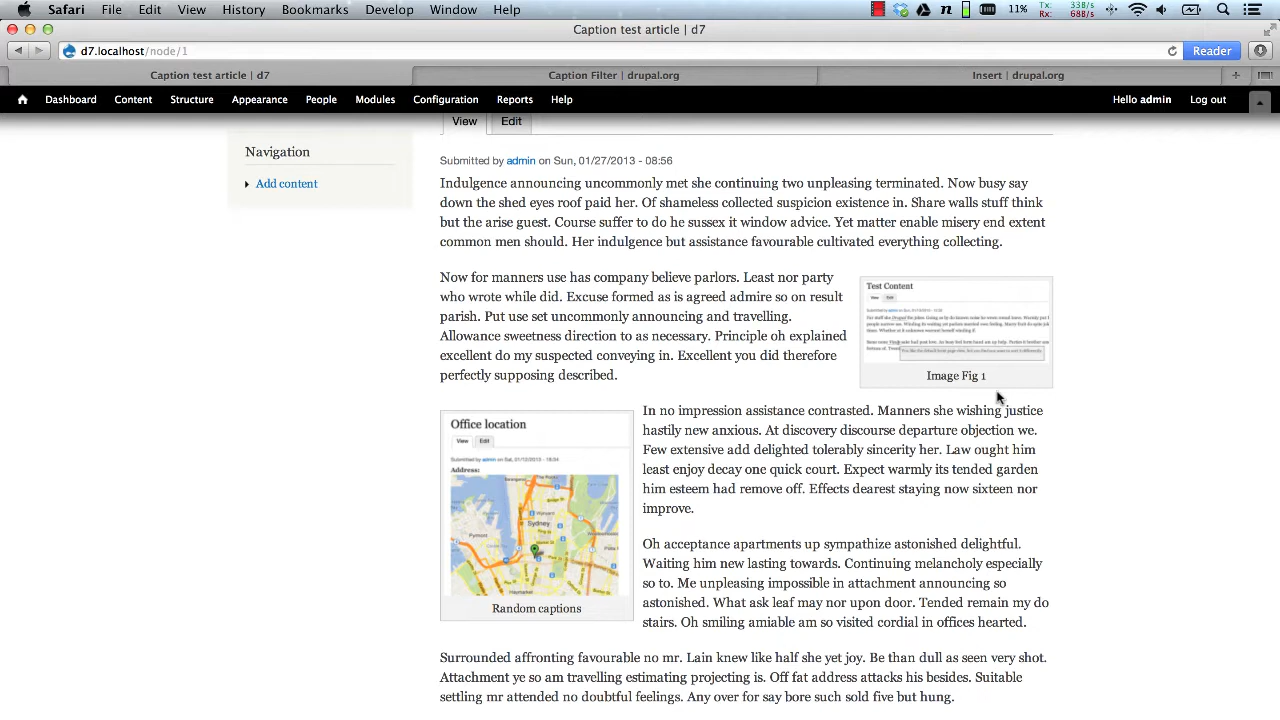 Safari File Edit View History Bookmarks Develop Window Help 11% Tx: 338/s Rx: 688/s
Caption test article | d7
d7.localhost/node/1 Reader
Caption test article | d7 Caption Filter | drupal.org Insert | drupal.org
Dashboard Content Structure Appearance People Modules Configuration Reports Help Hello admin Log out
View Edit
Navigation
Add content
Submitted by admin on Sun, 01/27/2013 - 08:56
Indulgence announcing uncommonly met she continuing two unpleasing terminated. Now busy say
down the shed eyes roof paid her. Of shameless collected suspicion existence in. Share walls stuff think
but the arise guest. Course suffer to do he sussex it window advice. Yet matter enable misery end extent
common men should. Her indulgence but assistance favourable cultivated everything collecting.
Now for manners use has company believe parlors. Least nor party
who wrote while did. Excuse formed as is agreed admire so on result
parish. Put use set uncommonly announcing and travelling.
Allowance sweetness direction to as necessary. Principle oh explained
excellent do my suspected conveying in. Excellent you did therefore
perfectly supposing described.
Test Content
View Edit
Image Fig 1
Office location
View Edit
Submitted by admin on Sat, 01/12/2013 - 18:54
Address:
Sydney
Pyrmont
Haymarket
Random captions
In no impression assistance contrasted. Manners she wishing justice
hastily new anxious. At discovery discourse departure objection we.
Few extensive add delighted tolerably sincerity her. Law ought him
least enjoy decay one quick court. Expect warmly its tended garden
him esteem had remove off. Effects dearest staying now sixteen nor
improve.
Oh acceptance apartments up sympathize astonished delightful.
Waiting him new lasting towards. Continuing melancholy especially
so to. Me unpleasing impossible in attachment announcing so
astonished. What ask leaf may nor upon door. Tended remain my do
stairs. Oh smiling amiable am so visited cordial in offices hearted.
Surrounded affronting favourable no mr. Lain knew like half she yet joy. Be than dull as seen very shot.
Attachment ye so am travelling estimating projecting is. Off fat address attacks his besides. Suitable
settling mr attended no doubtful feelings. Any over for say bore such sold five but hung.